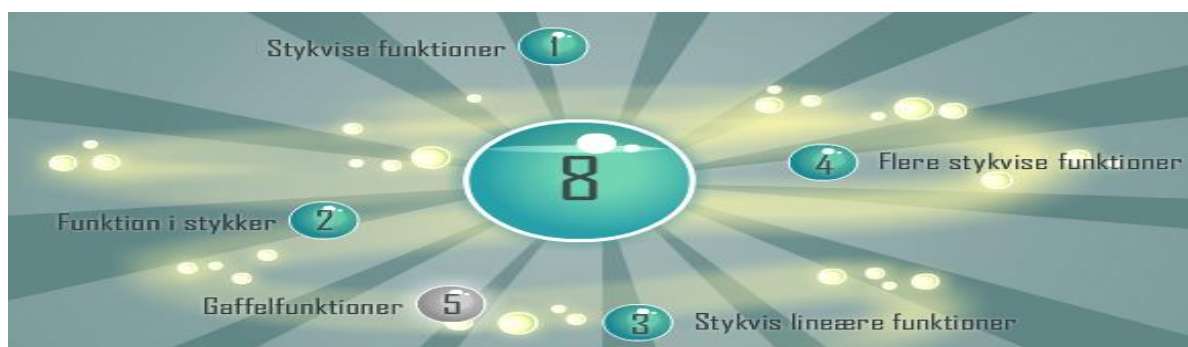 Stykvise funktioner 1
8
4 Flere stykvise funktioner
Funktion i stykker 2
Gaffelfunktioner 5
3 Stykvis lineære funktioner